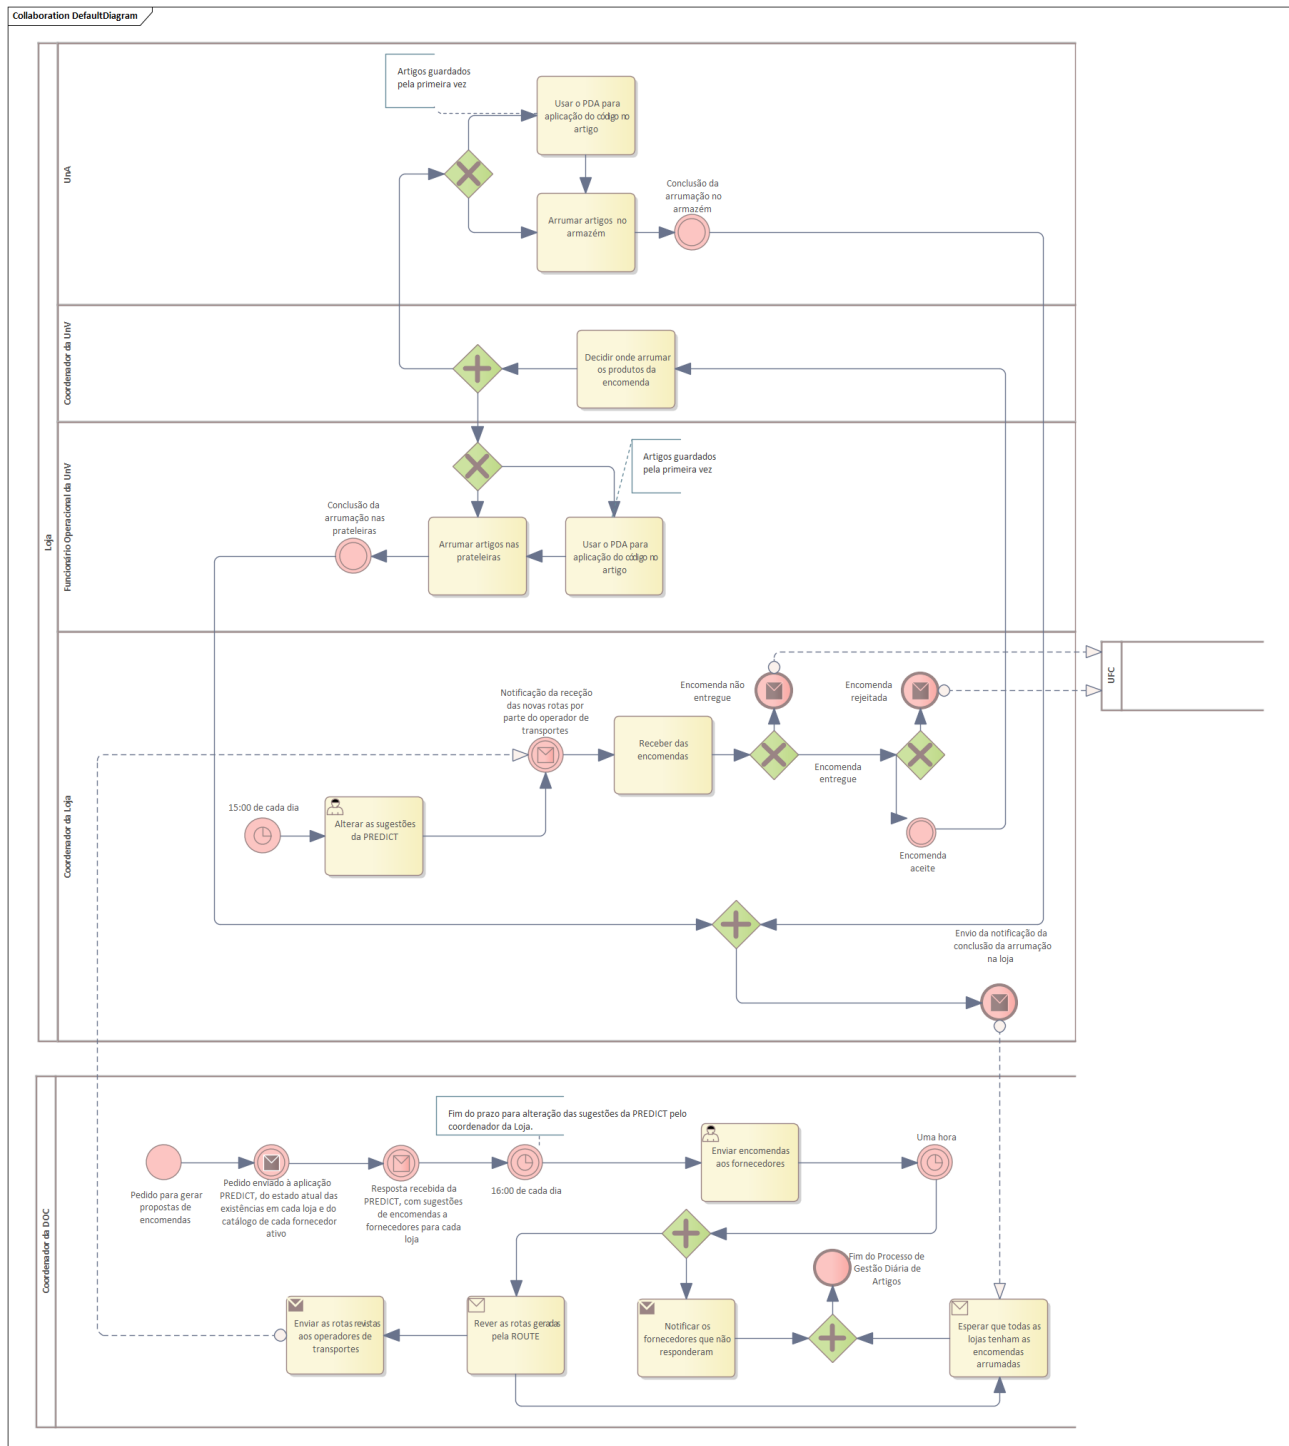 Collaboration DefaultDiagram
Loja
UnA
Artigos guardados
pela primeira vez
Usar o PDA para
aplicação do código no
artigo
Arrumar artigos no
armazém
Conclusão da
arrumação no
armazém
Coordenador da UnV
Decidir onde arrumar
os produtos da
encomenda
Funcionário Operacional da UnV
Artigos guardados
pela primeira vez
Conclusão da
arrumação nas
prateleiras
Arrumar artigos nas
prateleiras
Usar o PDA para
aplicação do código no
artigo
Coordenador da Loja
UFC
Notificação da receção
das novas rotas por
parte do operador de
transportes
Encomenda não
entregue
Encomenda
rejeitada
Receber das
encomendas
Encomenda
entregue
15:00 de cada dia
Alterar as sugestões
da PREDICT
Encomenda
aceite
Envio da notificação da
conclusão da arrumação
na loja
Coordenador da DOC
Fim do prazo para alteração das sugestões da PREDICT pelo
coordenador da Loja.
Pedido para gerar
propostas de
encomendas
Pedido enviado à aplicação
PREDICT, do estado atual das
existências em cada loja e do
catálogo de cada fornecedor
ativo
Resposta recebida da
PREDICT, com sugestões
de encomendas a
fornecedores para cada
loja
16:00 de cada dia
Enviar encomendas
aos fornecedores
Uma hora
Fim do Processo de
Gestão Diária de
Artigos
Enviar as rotas revistas
aos operadores de
transportes
Rever as rotas geradas
pela ROUTE
Notificar os
fornecedores que não
responderam
Esperar que todas as
lojas tenham as
encomendas
arrumadas